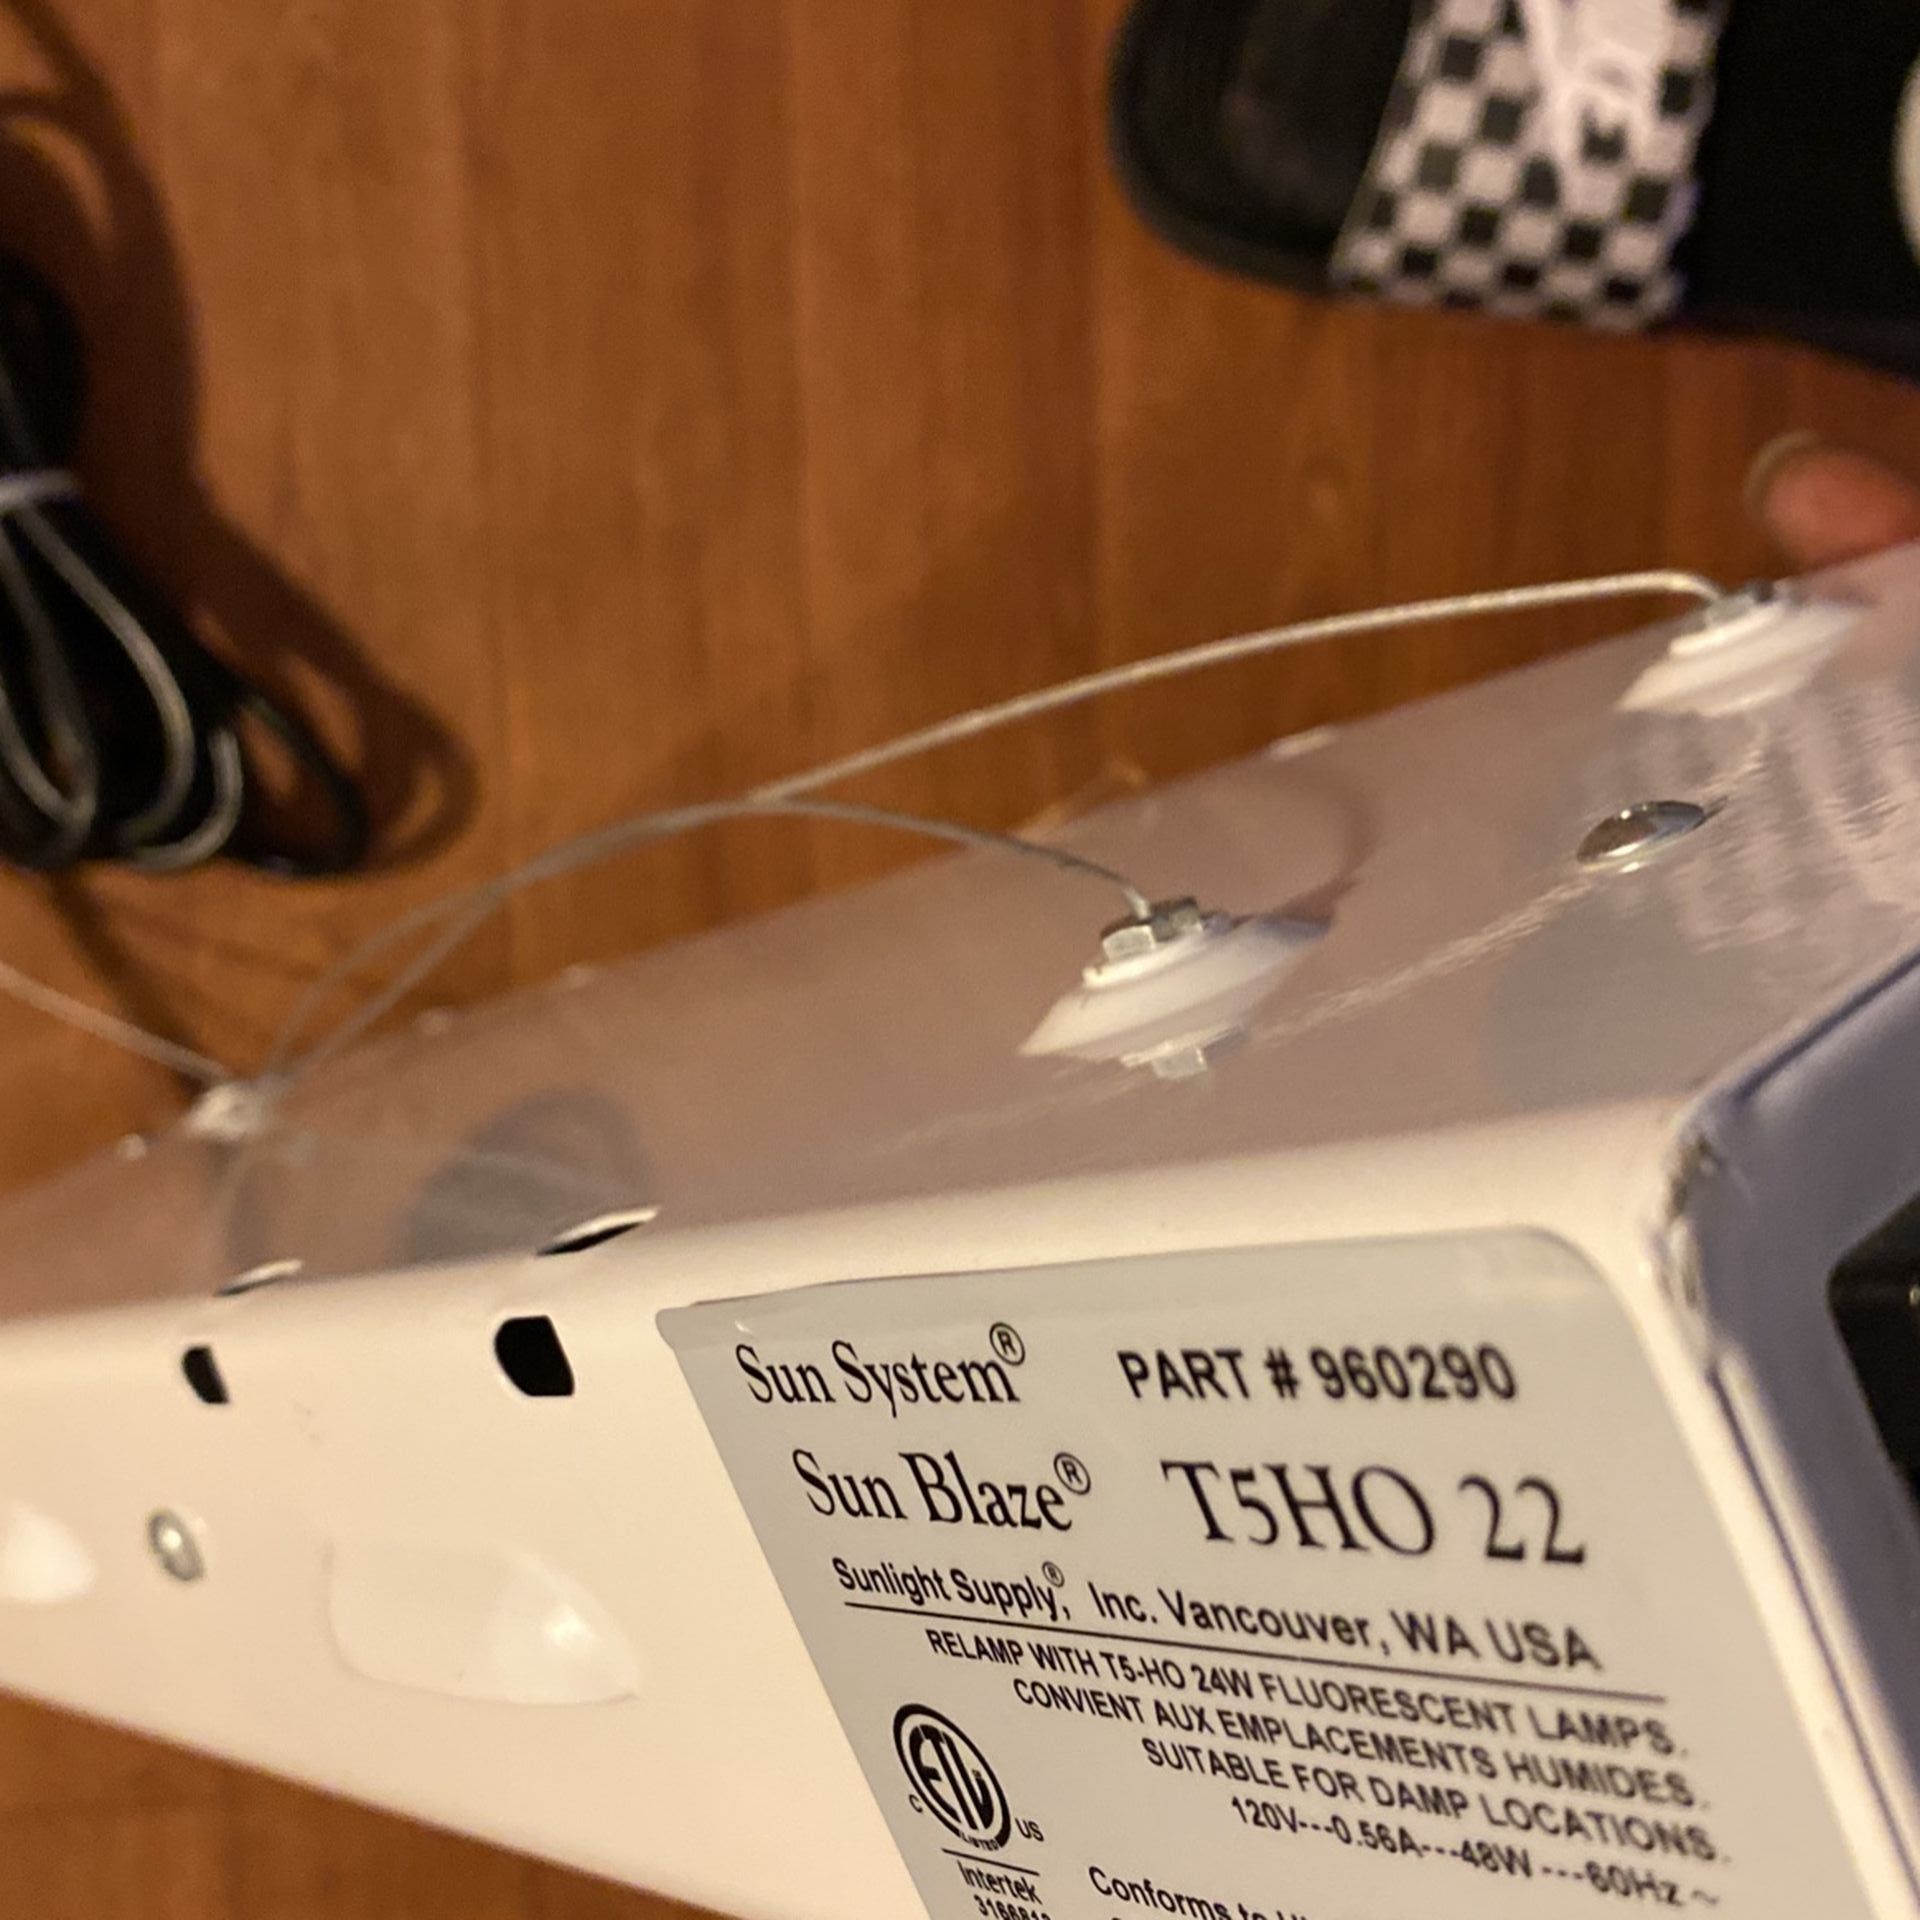 Sun System® PART # 960290
Sun Blaze® T5HO 22
Sunlight Supply®, Inc. Vancouver, WA USA
RELAMP WITH T5-HO 24W FLUORESCENT LAMPS.
CONVIENT AUX EMPLACEMENTS HUMIDES.
SUITABLE FOR DAMP LOCATIONS.
120V---0.56A---48W---60Hz~
ETL
LISTED
C US
Intertek
Conforms to